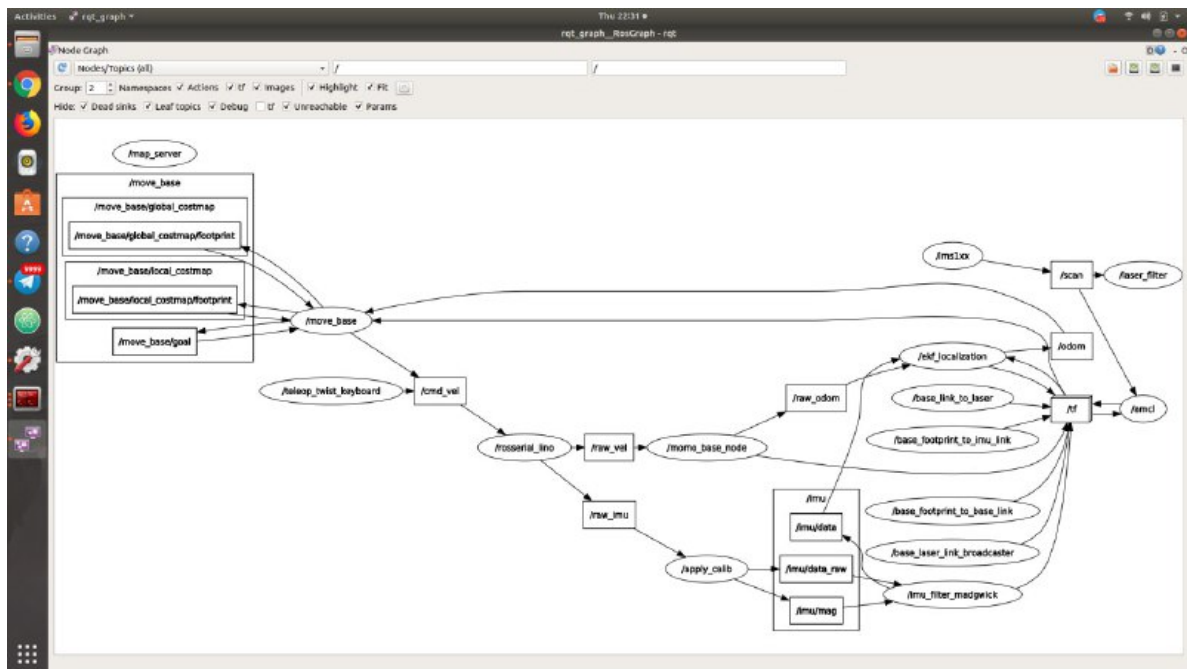 Activities rqt_graph Thu 22:31
rqt_graph__RosGraph - rqt
Node Graph
Nodes/Topics (all) / /
Group: 2 Namespaces Actions tf Images Highlight Fit
Hide: Dead sinks Leaf topics Debug tf Unreachable Params
9999
/map_server
/move_base
/move_base/global_costmap
/move_base/global_costmap/footprint
/move_base/local_costmap
/move_base/local_costmap/footprint
/move_base/goal
/move_base
/teleop_twist_keyboard
/cmd_vel
/rosserial_lino
/raw_vel
/raw_imu
/momo_base_node
/raw_odom
/apply_calib
/imu
/imu/data
/imu/data_raw
/imu/mag
/lms1xx
/scan
/laser_filter
/odom
/ekf_localization
/base_link_to_laser
/tf
/amcl
/base_footprint_to_imu_link
/base_footprint_to_base_link
/base_laser_link_broadcaster
/imu_filter_madgwick